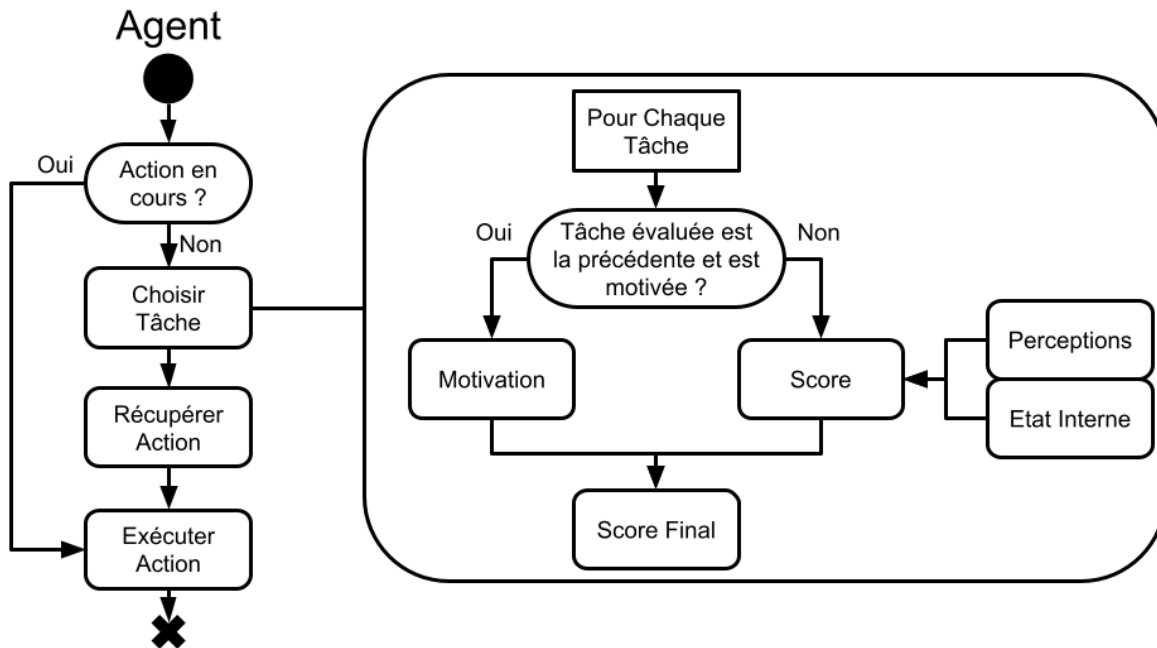 Agent
Oui
Action en
cours ?
Non
Choisir
Tâche
Récupérer
Action
Exécuter
Action
Pour Chaque
Tâche
Oui
Tâche évaluée est
la précédente et est
motivée ?
Non
Motivation
Score
Perceptions
Etat Interne
Score Final